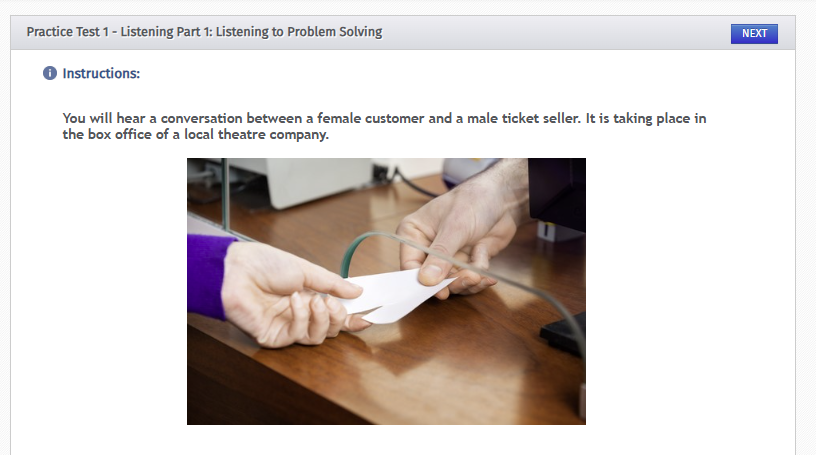 Practice Test 1 - Listening Part 1: Listening to Problem Solving
NEXT
Instructions:
You will hear a conversation between a female customer and a male ticket seller. It is taking place in
the box office of a local theatre company.